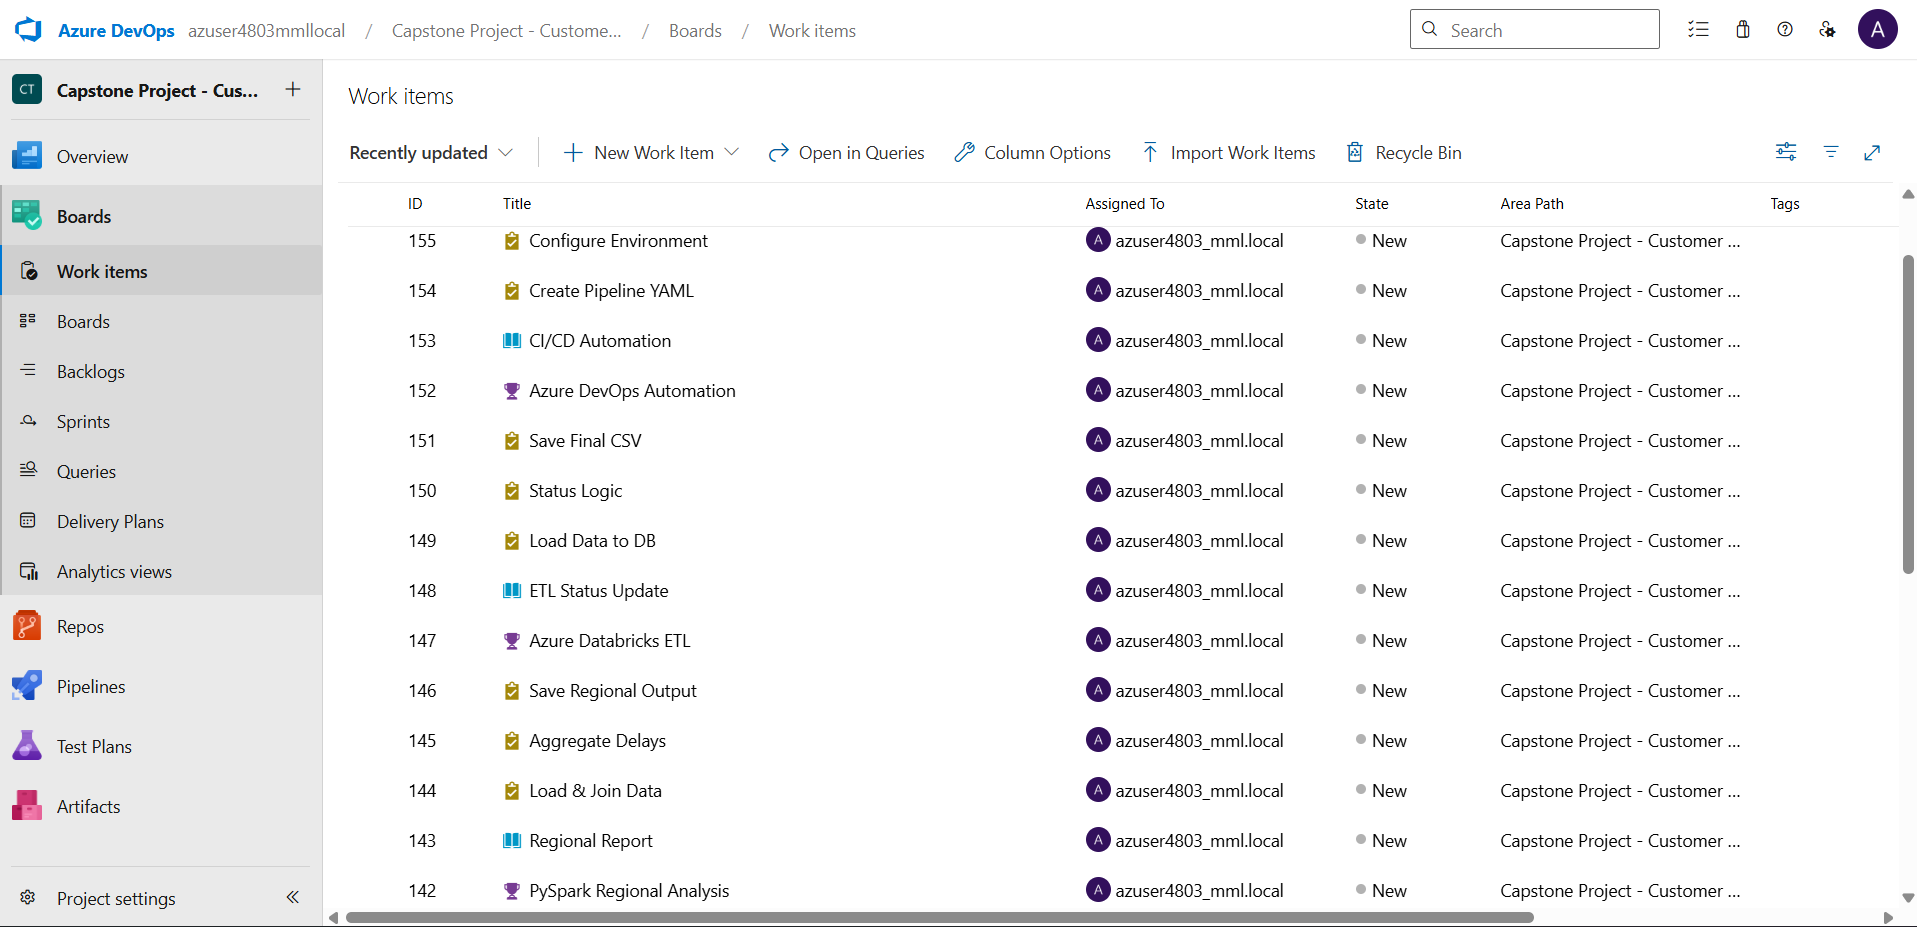 Azure DevOps azuser4803mmllocal / Capstone Project - Custome... / Boards / Work items Search A
CT Capstone Project - Cus... +
Overview
Boards
Work items
Boards
Backlogs
Sprints
Queries
Delivery Plans
Analytics views
Repos
Pipelines
Test Plans
Artifacts
Project settings
Work items
Recently updated New Work Item Open in Queries Column Options Import Work Items Recycle Bin
ID Title Assigned To State Area Path Tags
155 Configure Environment A azuser4803_mml.local New Capstone Project - Customer ...
154 Create Pipeline YAML A azuser4803_mml.local New Capstone Project - Customer ...
153 CI/CD Automation A azuser4803_mml.local New Capstone Project - Customer ...
152 Azure DevOps Automation A azuser4803_mml.local New Capstone Project - Customer ...
151 Save Final CSV A azuser4803_mml.local New Capstone Project - Customer ...
150 Status Logic A azuser4803_mml.local New Capstone Project - Customer ...
149 Load Data to DB A azuser4803_mml.local New Capstone Project - Customer ...
148 ETL Status Update A azuser4803_mml.local New Capstone Project - Customer ...
147 Azure Databricks ETL A azuser4803_mml.local New Capstone Project - Customer ...
146 Save Regional Output A azuser4803_mml.local New Capstone Project - Customer ...
145 Aggregate Delays A azuser4803_mml.local New Capstone Project - Customer ...
144 Load & Join Data A azuser4803_mml.local New Capstone Project - Customer ...
143 Regional Report A azuser4803_mml.local New Capstone Project - Customer ...
142 PySpark Regional Analysis A azuser4803_mml.local New Capstone Project - Customer ...